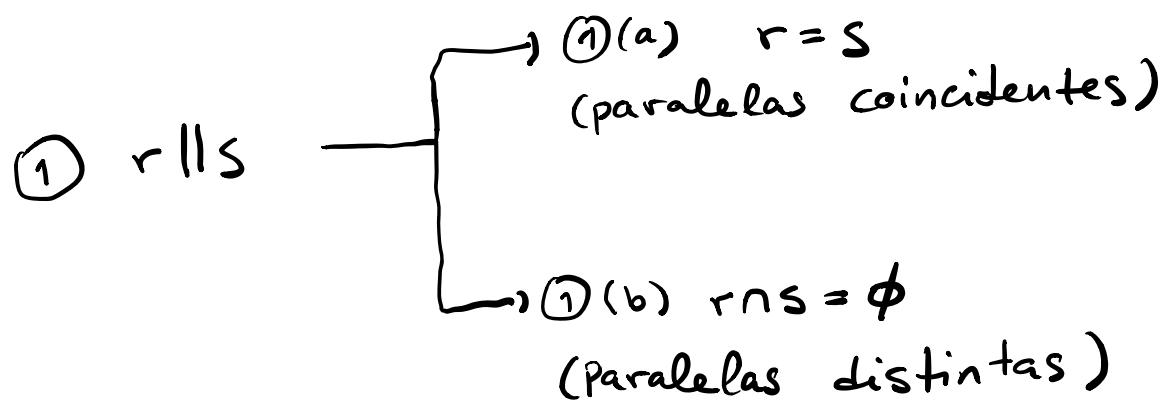 ① (a) r = s
(paralelas coincidentes)
① r || s
① (b) r ∩ s = ϕ
(paralelas distintas)